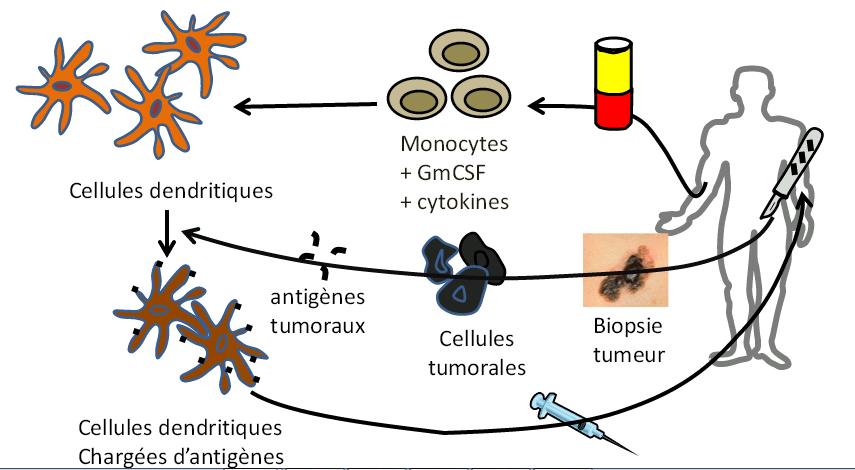 Monocytes
+ GmCSF
+ cytokines
Cellules dendritiques
antigènes
tumoraux
Cellules
tumorales
Biopsie
tumeur
Cellules dendritiques
Chargées d’antigènes